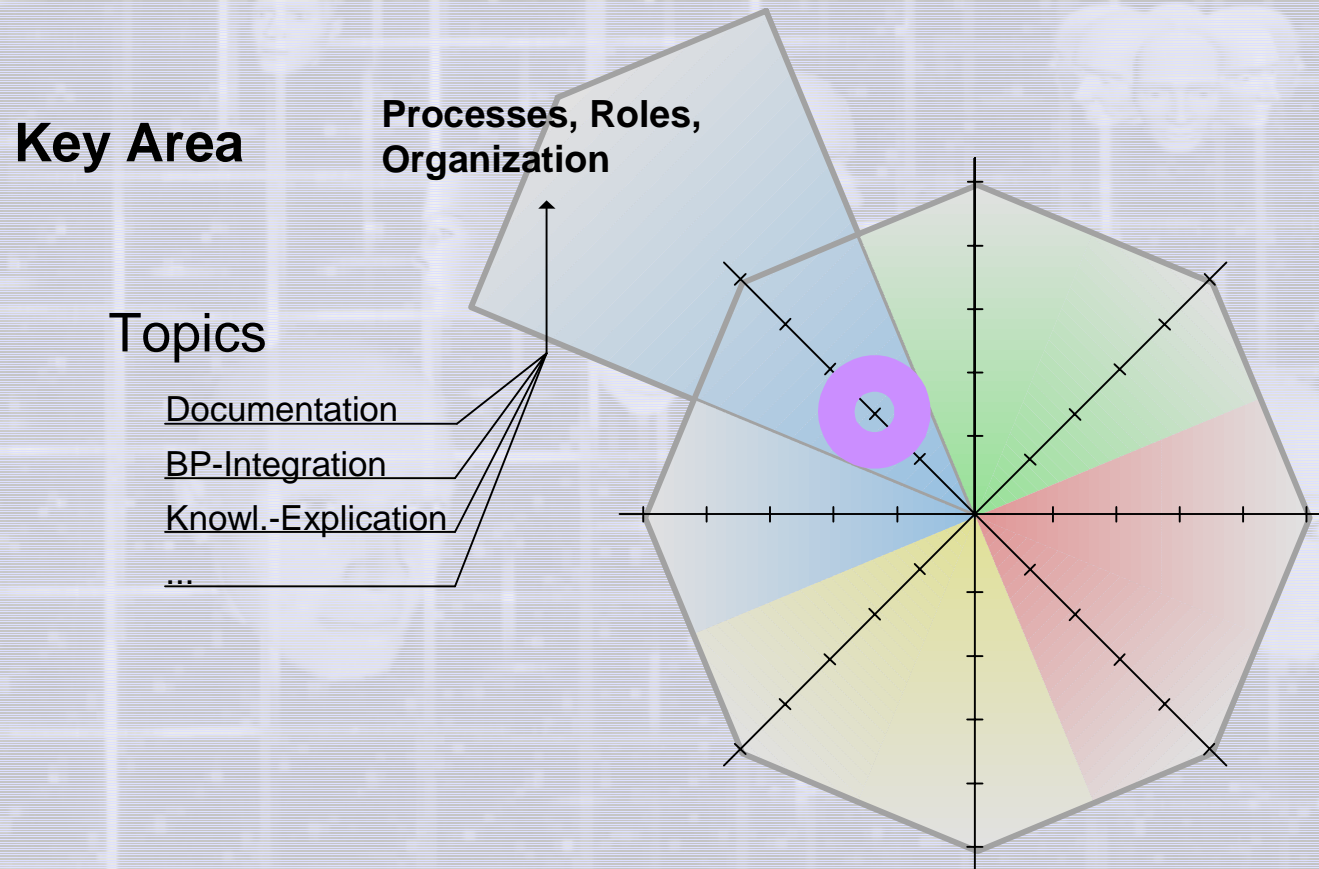 Key Area
Processes, Roles,
Organization
Topics
Documentation
BP-Integration
Knowl.-Explication
...